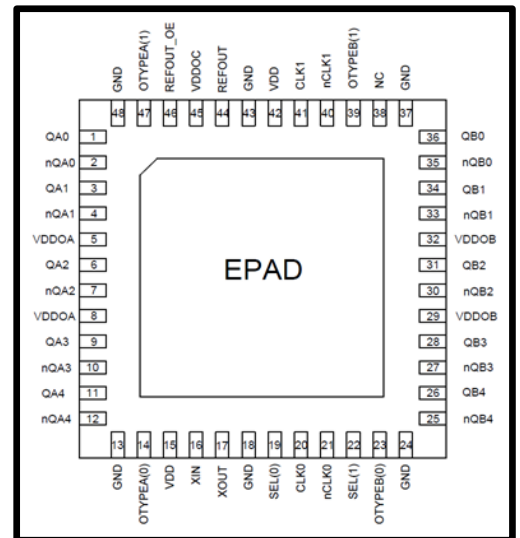 GND
OTYPEA(1)
REFOUT_OE
VDDOC
REFOUT
GND
VDD
CLK1
nCLK1
OTYPEB(1)
NC
GND
48 47 46 45 44 43 42 41 40 39 38 37
QA0 1 36 QB0
nQA0 2 35 nQB0
QA1 3 34 QB1
nQA1 4 33 nQB1
VDDOA 5 32 VDDOB
QA2 6 31 QB2
nQA2 7 30 nQB2
VDDOA 8 29 VDDOB
QA3 9 28 QB3
nQA3 10 27 nQB3
QA4 11 26 QB4
nQA4 12 25 nQB4
EPAD
13 14 15 16 17 18 19 20 21 22 23 24
GND
OTYPEA(0)
VDD
XIN
XOUT
GND
SEL(0)
CLK0
nCLK0
SEL(1)
OTYPEB(0)
GND